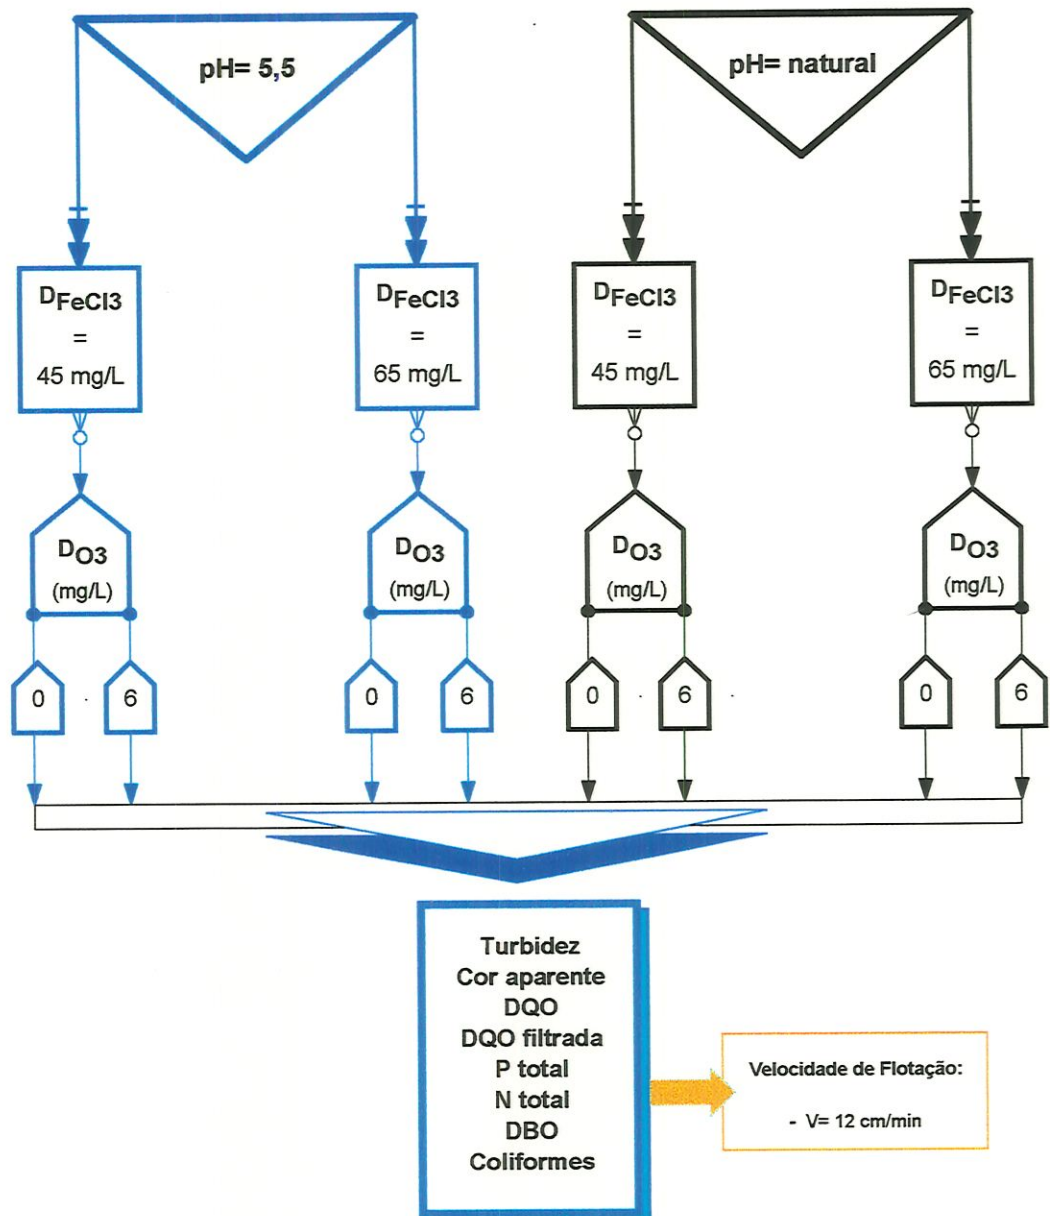 pH= 5,5
pH= natural
DFeCl3
=
45 mg/L
DFeCl3
=
65 mg/L
DFeCl3
=
45 mg/L
DFeCl3
=
65 mg/L
DO3
(mg/L)
DO3
(mg/L)
DO3
(mg/L)
DO3
(mg/L)
0
6
0
6
0
6
0
6
Turbidez
Cor aparente
DQO
DQO filtrada
P total
N total
DBO
Coliformes
Velocidade de Flotação:
- V= 12 cm/min